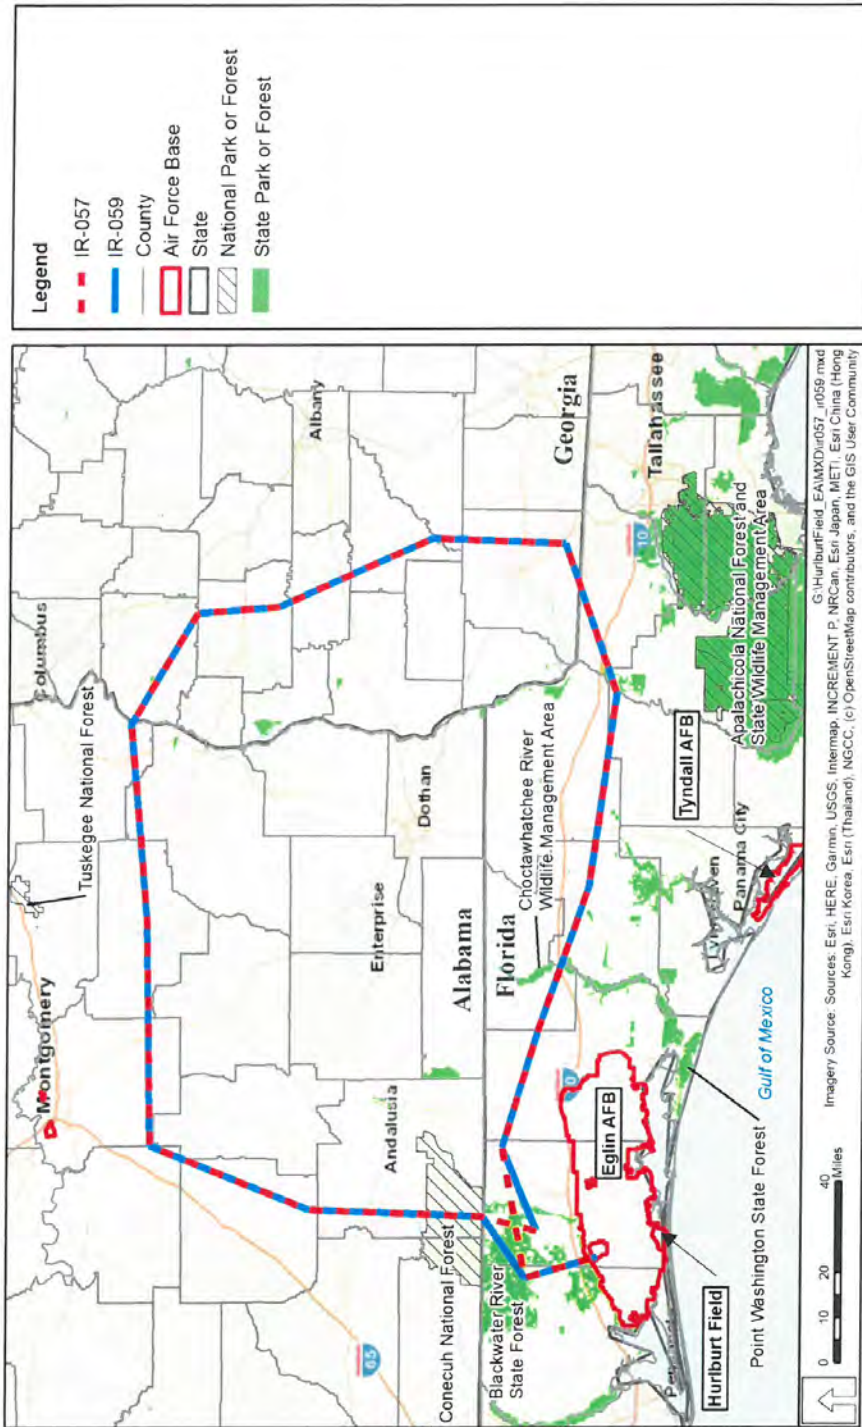 Legend
IR-057
IR-059
County
Air Force Base
State
National Park or Forest
State Park or Forest
Montgomery
Tuskegee National Forest
Columbus
Albany
65
Andalusia
Enterprise
Dothan
Conecuh National Forest
Alabama
Florida
Georgia
Blackwater River
State Forest
Choctawhatchee River
Wildlife Management Area
10
Tallahassee
Eglin AFB
Tyndall AFB
Apalachicola National Forest and
State Wildlife Management Area
Panama City
Hurlburt Field
Point Washington State Forest
Gulf of Mexico
0 10 20 40
Miles
G:\HurlburtField_EA\MXD\ir057_ir059.mxd
Imagery Source: Sources: Esri, HERE, Garmin, USGS, Intermap, INCREMENT P, NRCan, Esri Japan, METI, Esri China (Hong
Kong), Esri Korea, Esri (Thailand), NGCC, (c) OpenStreetMap contributors, and the GIS User Community